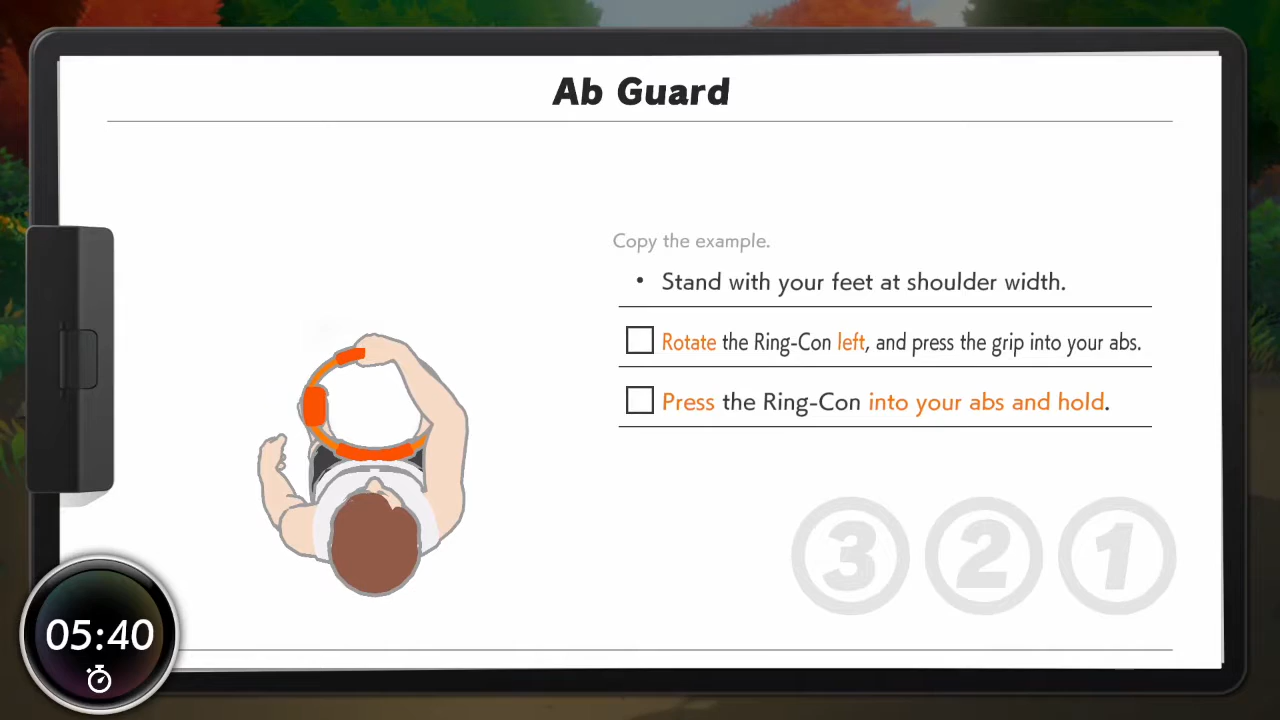 Ab Guard
Copy the example.
• Stand with your feet at shoulder width.
Rotate the Ring-Con left, and press the grip into your abs.
Press the Ring-Con into your abs and hold.
3 2 1
05:40